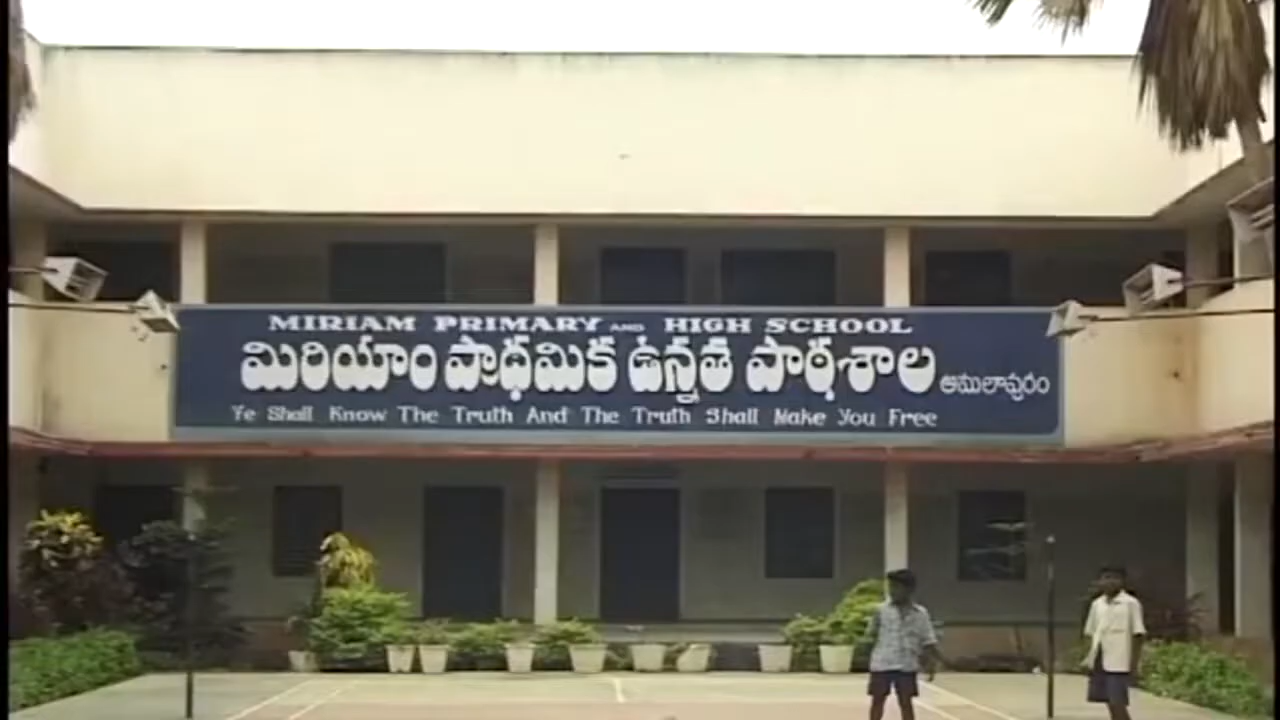 MIRIAM PRIMARY AND HIGH SCHOOL
మిరియాం ప్రాథమిక ఉన్నత పాఠశాల అములాపురం
Ye Shall Know The Truth And The Truth Shall Make You Free